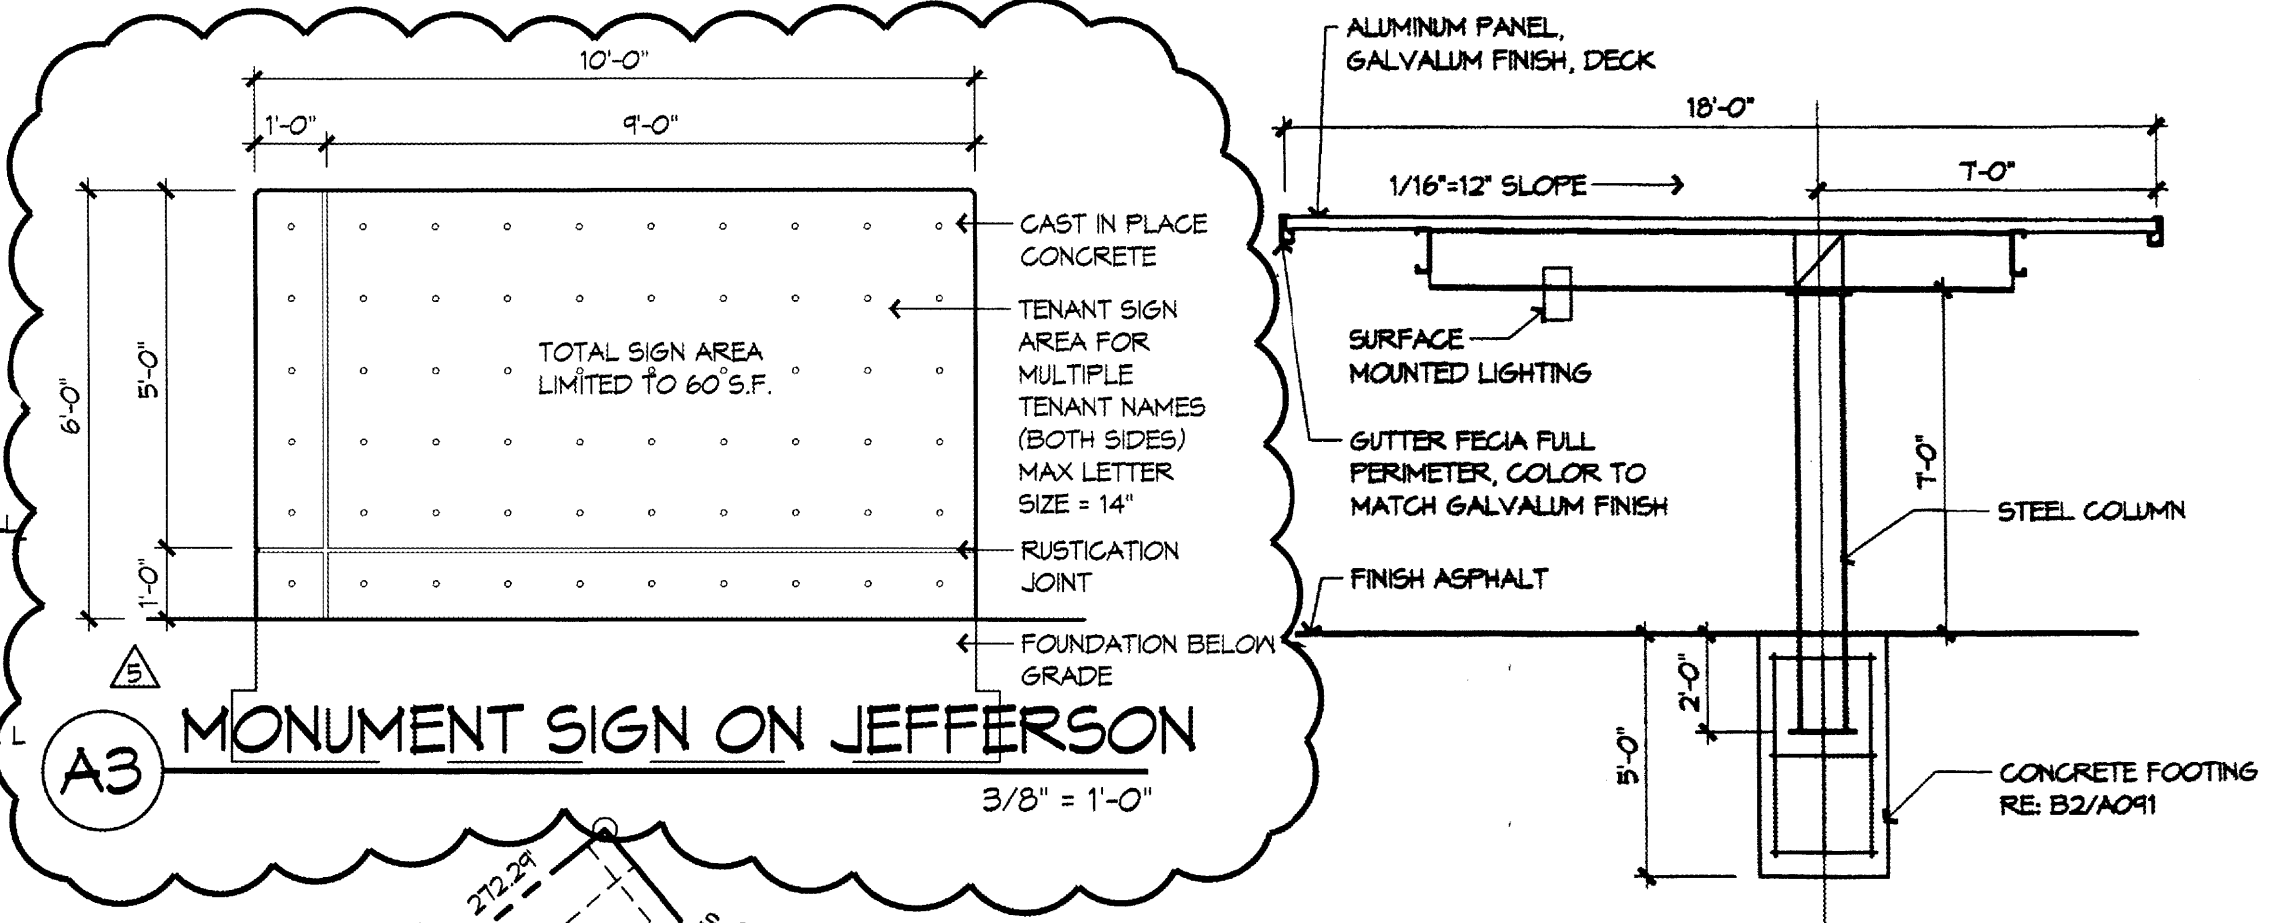 10'-0"
1'-0"
9'-0"
6'-0"
5'-0"
1'-0"
CAST IN PLACE
CONCRETE
TENANT SIGN
AREA FOR
MULTIPLE
TENANT NAMES
(BOTH SIDES)
MAX LETTER
SIZE = 14"
TOTAL SIGN AREA
LIMITED TO 60 S.F.
RUSTICATION
JOINT
FOUNDATION BELOW
GRADE
5
A3
MONUMENT SIGN ON JEFFERSON
3/8" = 1'-0"
272.29'
L
ALUMINUM PANEL,
GALVALUM FINISH, DECK
18'-0"
1/16"=12" SLOPE
7'-0"
SURFACE
MOUNTED LIGHTING
GUTTER FECIA FULL
PERIMETER, COLOR TO
MATCH GALVALUM FINISH
7'-0"
STEEL COLUMN
FINISH ASPHALT
2'-0"
5'-0"
CONCRETE FOOTING
RE: B2/A091